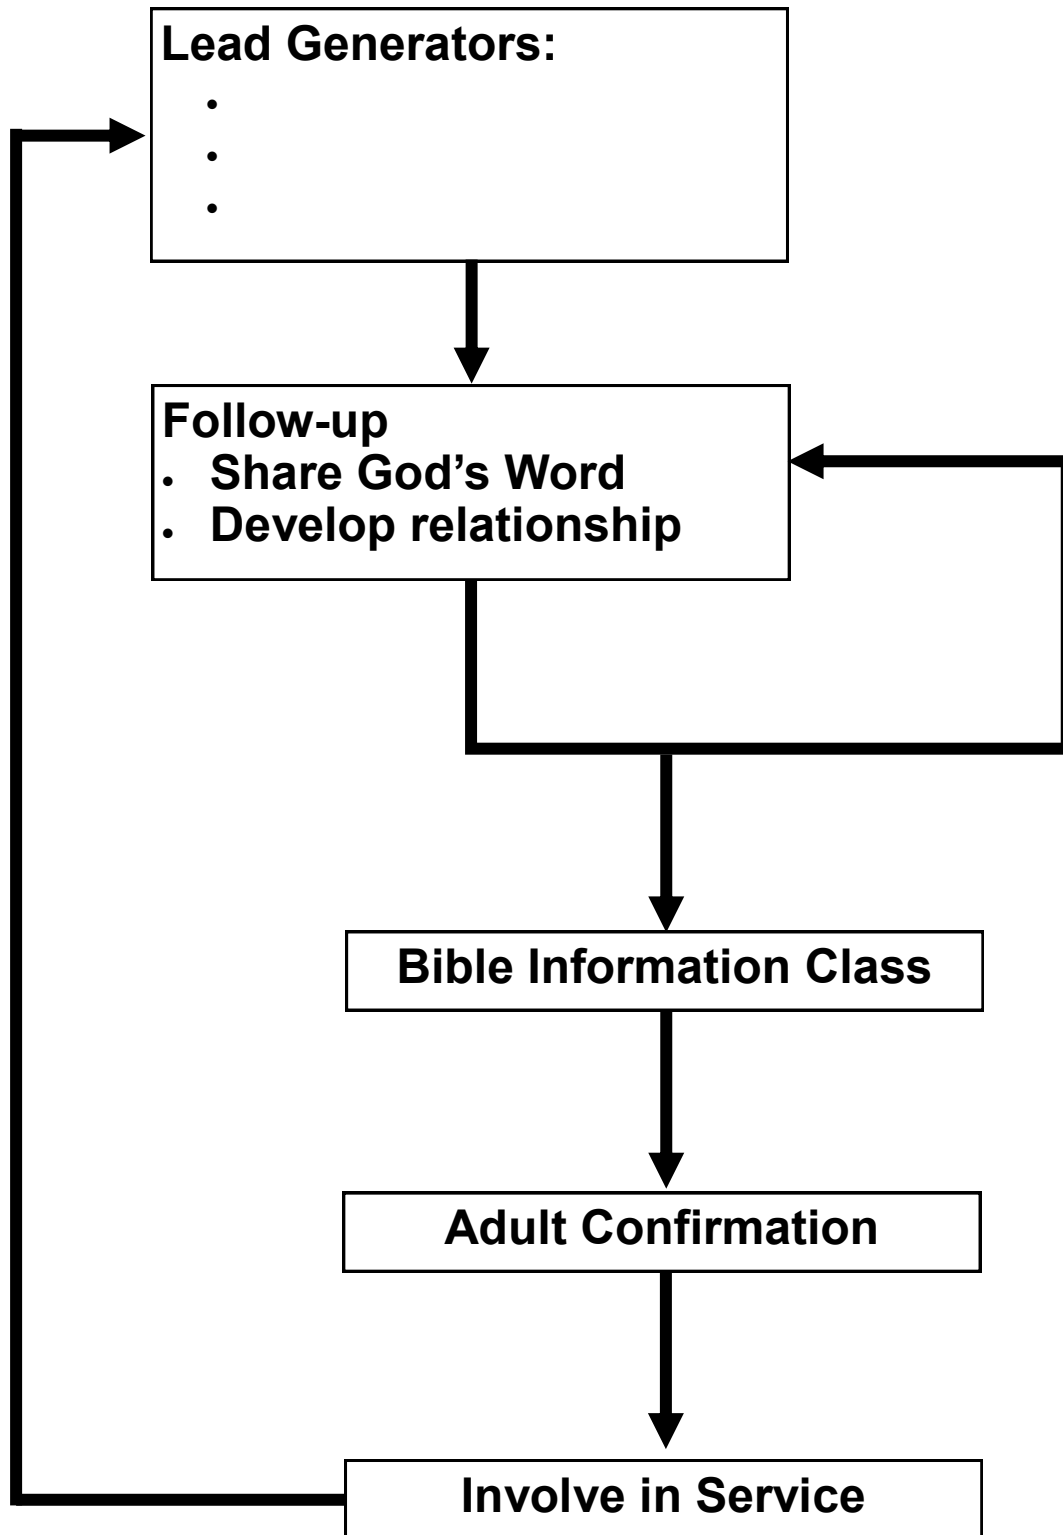 Lead Generators:
•
•
•
Follow-up
• Share God’s Word
• Develop relationship
Bible Information Class
Adult Confirmation
Involve in Service